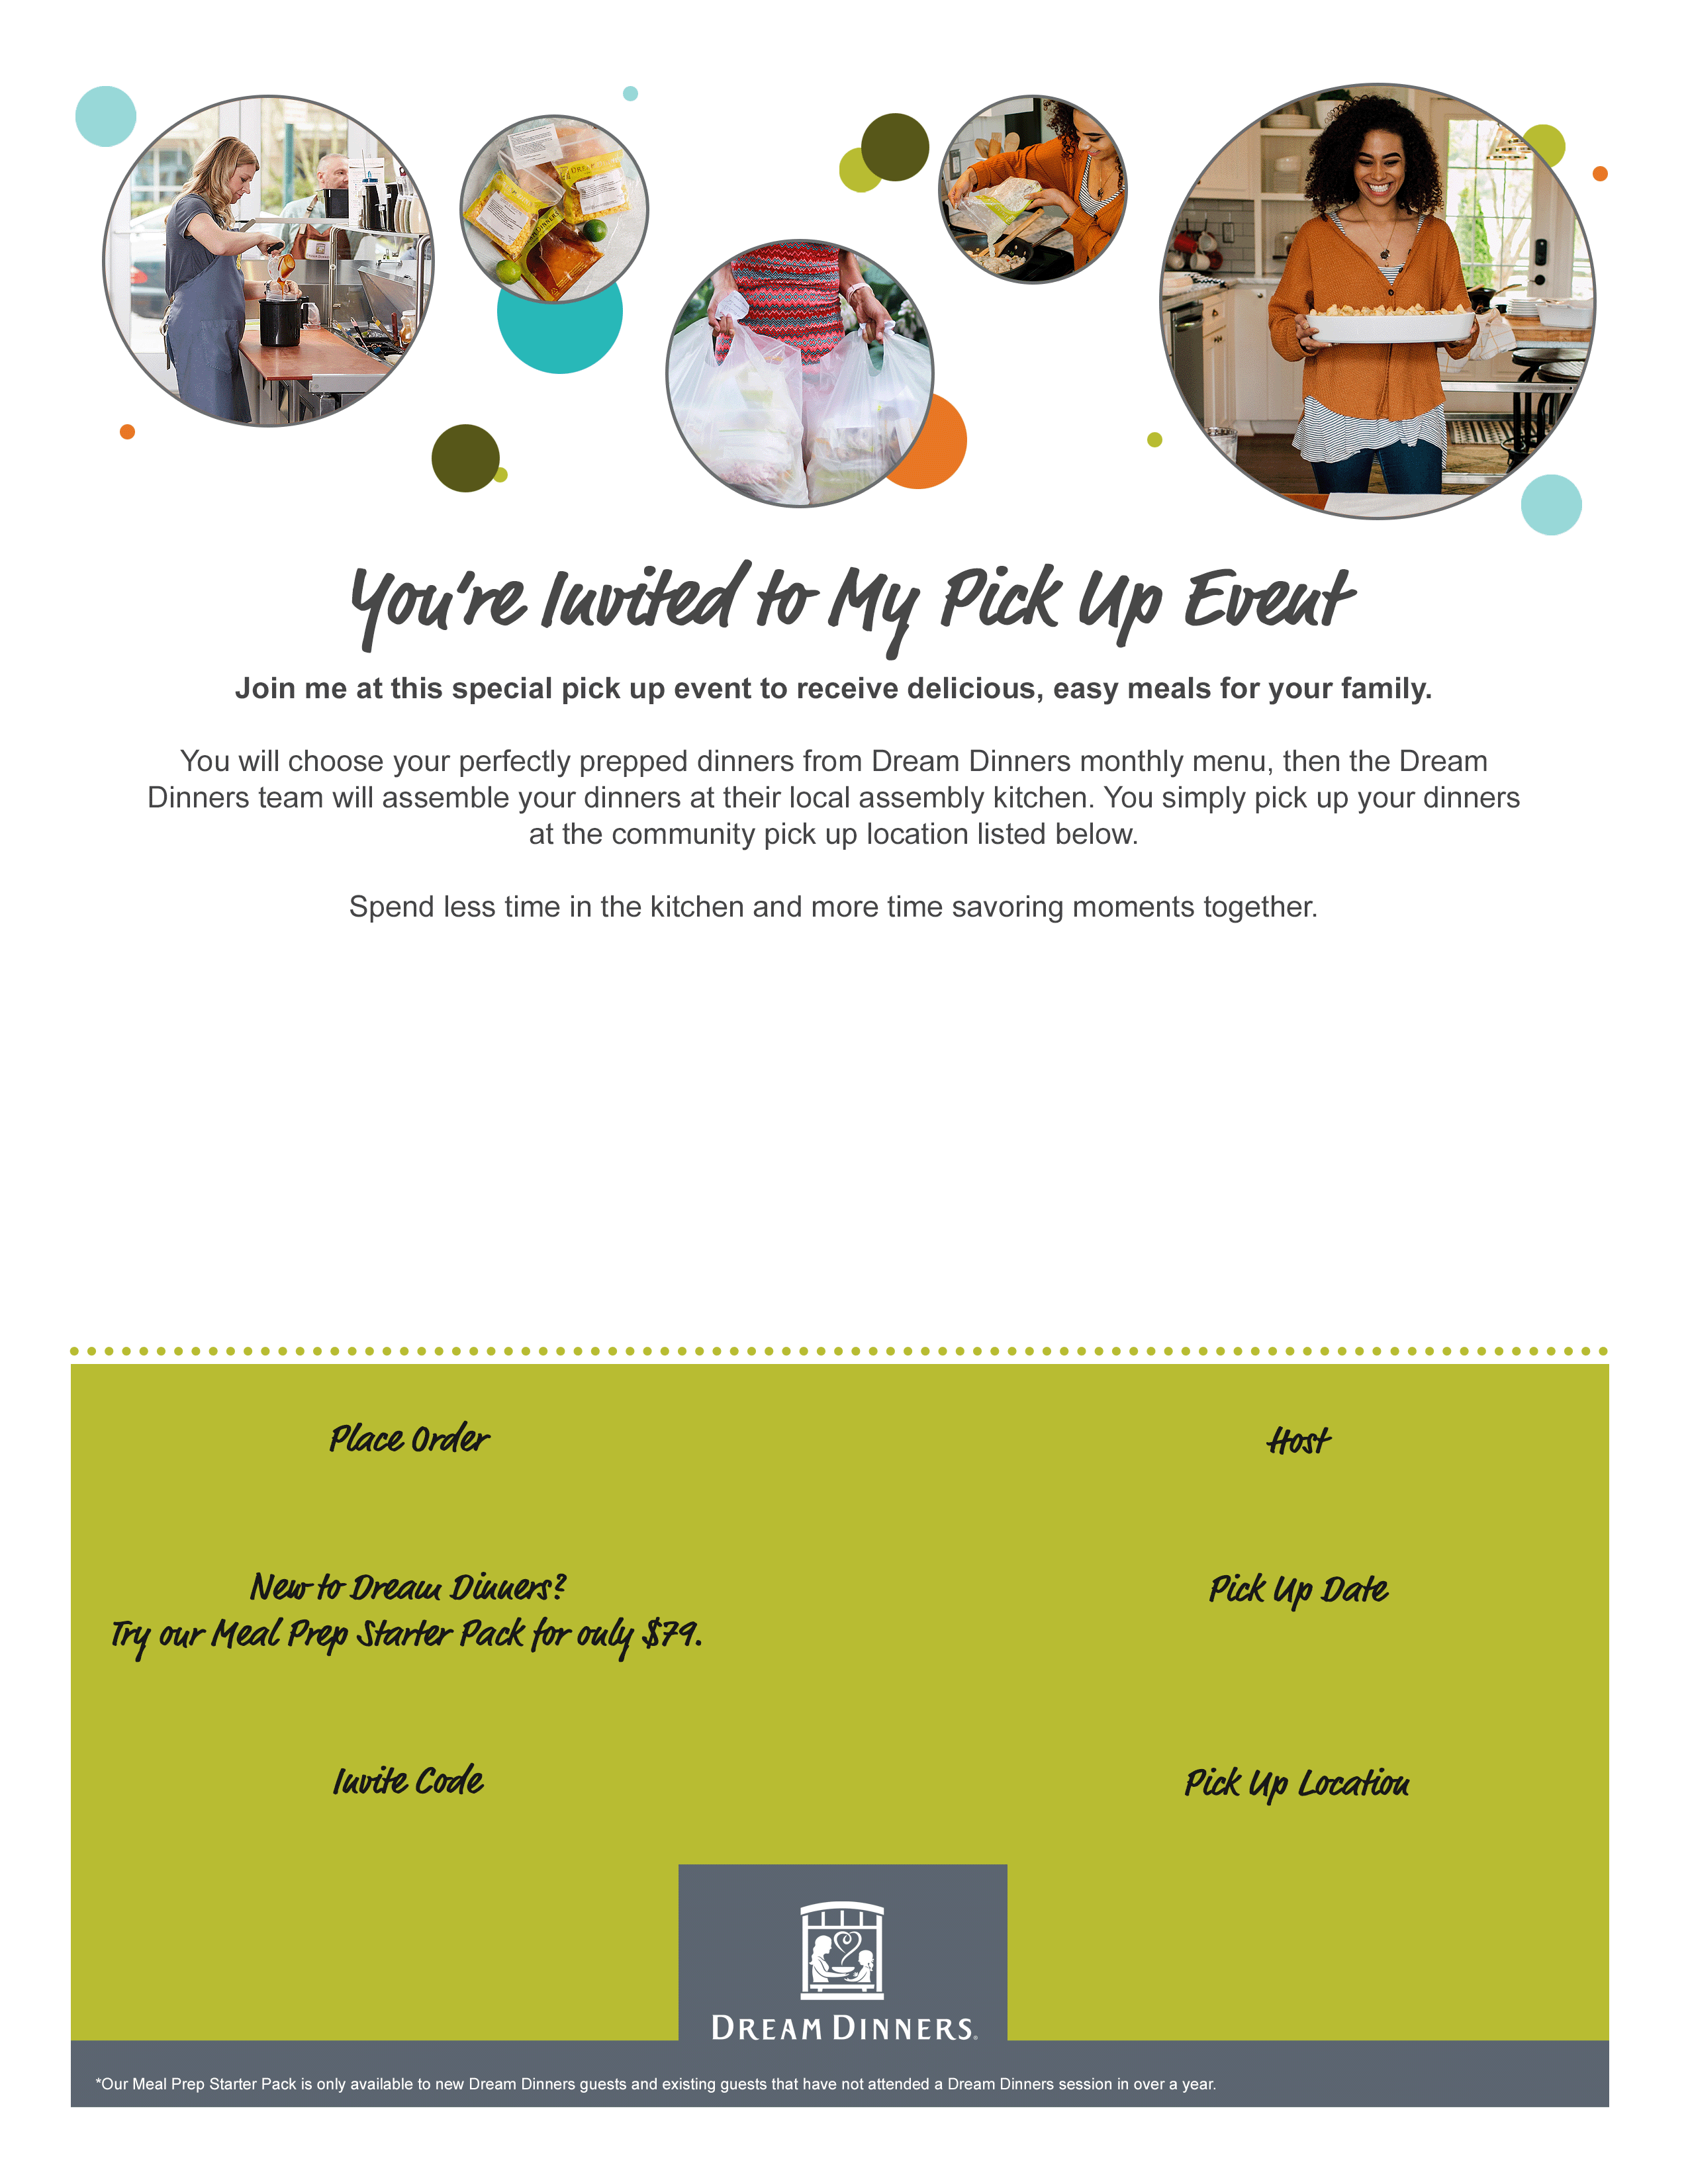 You're Invited to My Pick Up Event
Join me at this special pick up event to receive delicious, easy meals for your family.
You will choose your perfectly prepped dinners from Dream Dinners monthly menu, then the Dream
Dinners team will assemble your dinners at their local assembly kitchen. You simply pick up your dinners
at the community pick up location listed below.
Spend less time in the kitchen and more time savoring moments together.
Place Order
Host
New to Dream Dinners?
Try our Meal Prep Starter Pack for only $79.
Pick Up Date
Invite Code
Pick Up Location
DREAM DINNERS
*Our Meal Prep Starter Pack is only available to new Dream Dinners guests and existing guests that have not attended a Dream Dinners session in over a year.